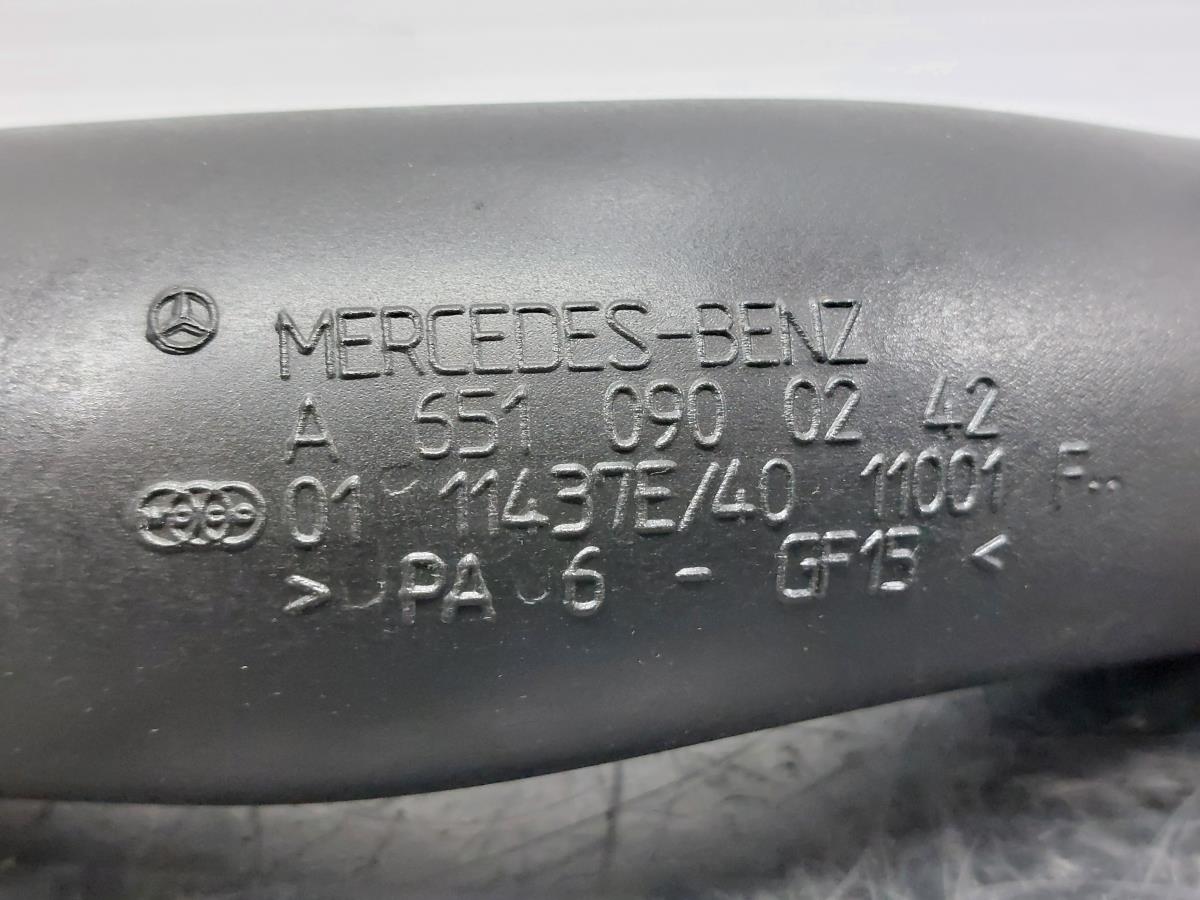 MERCEDES-BENZ
A 651 090 02 42
01 - 11437E/40 11001 F..
> PA 6 - GF15 <